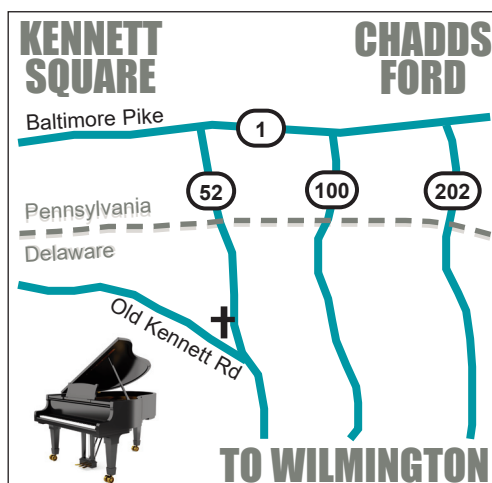 KENNETT
SQUARE
CHADDS
FORD
Baltimore Pike
1
52
100
202
Pennsylvania
Delaware
Old Kennett Rd
TO WILMINGTON